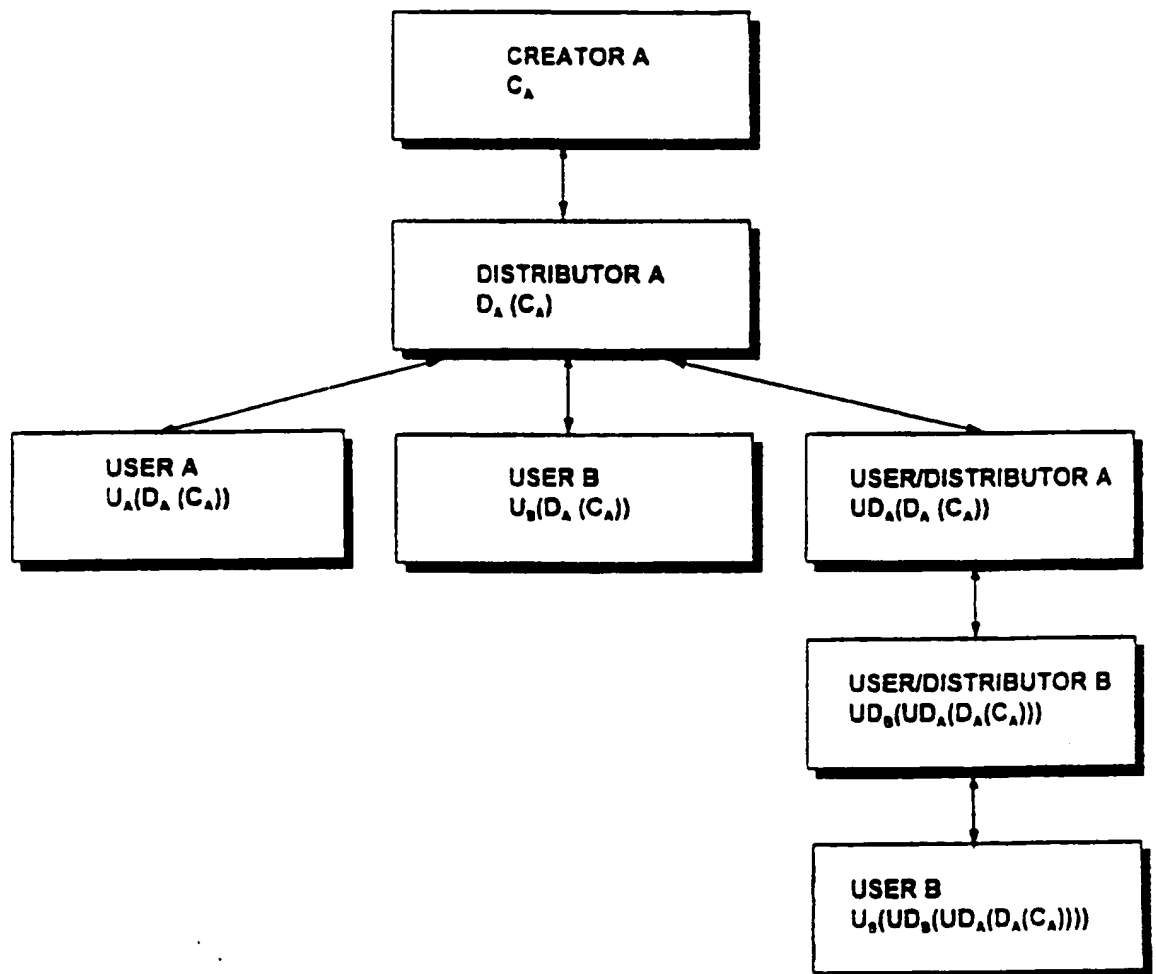 CREATOR A
C_A
DISTRIBUTOR A
D_A (C_A)
USER A
U_A(D_A (C_A))
USER B
U_B(D_A (C_A))
USER/DISTRIBUTOR A
UD_A(D_A (C_A))
USER/DISTRIBUTOR B
UD_B(UD_A(D_A(C_A)))
USER B
U_B(UD_B(UD_A(D_A(C_A))))